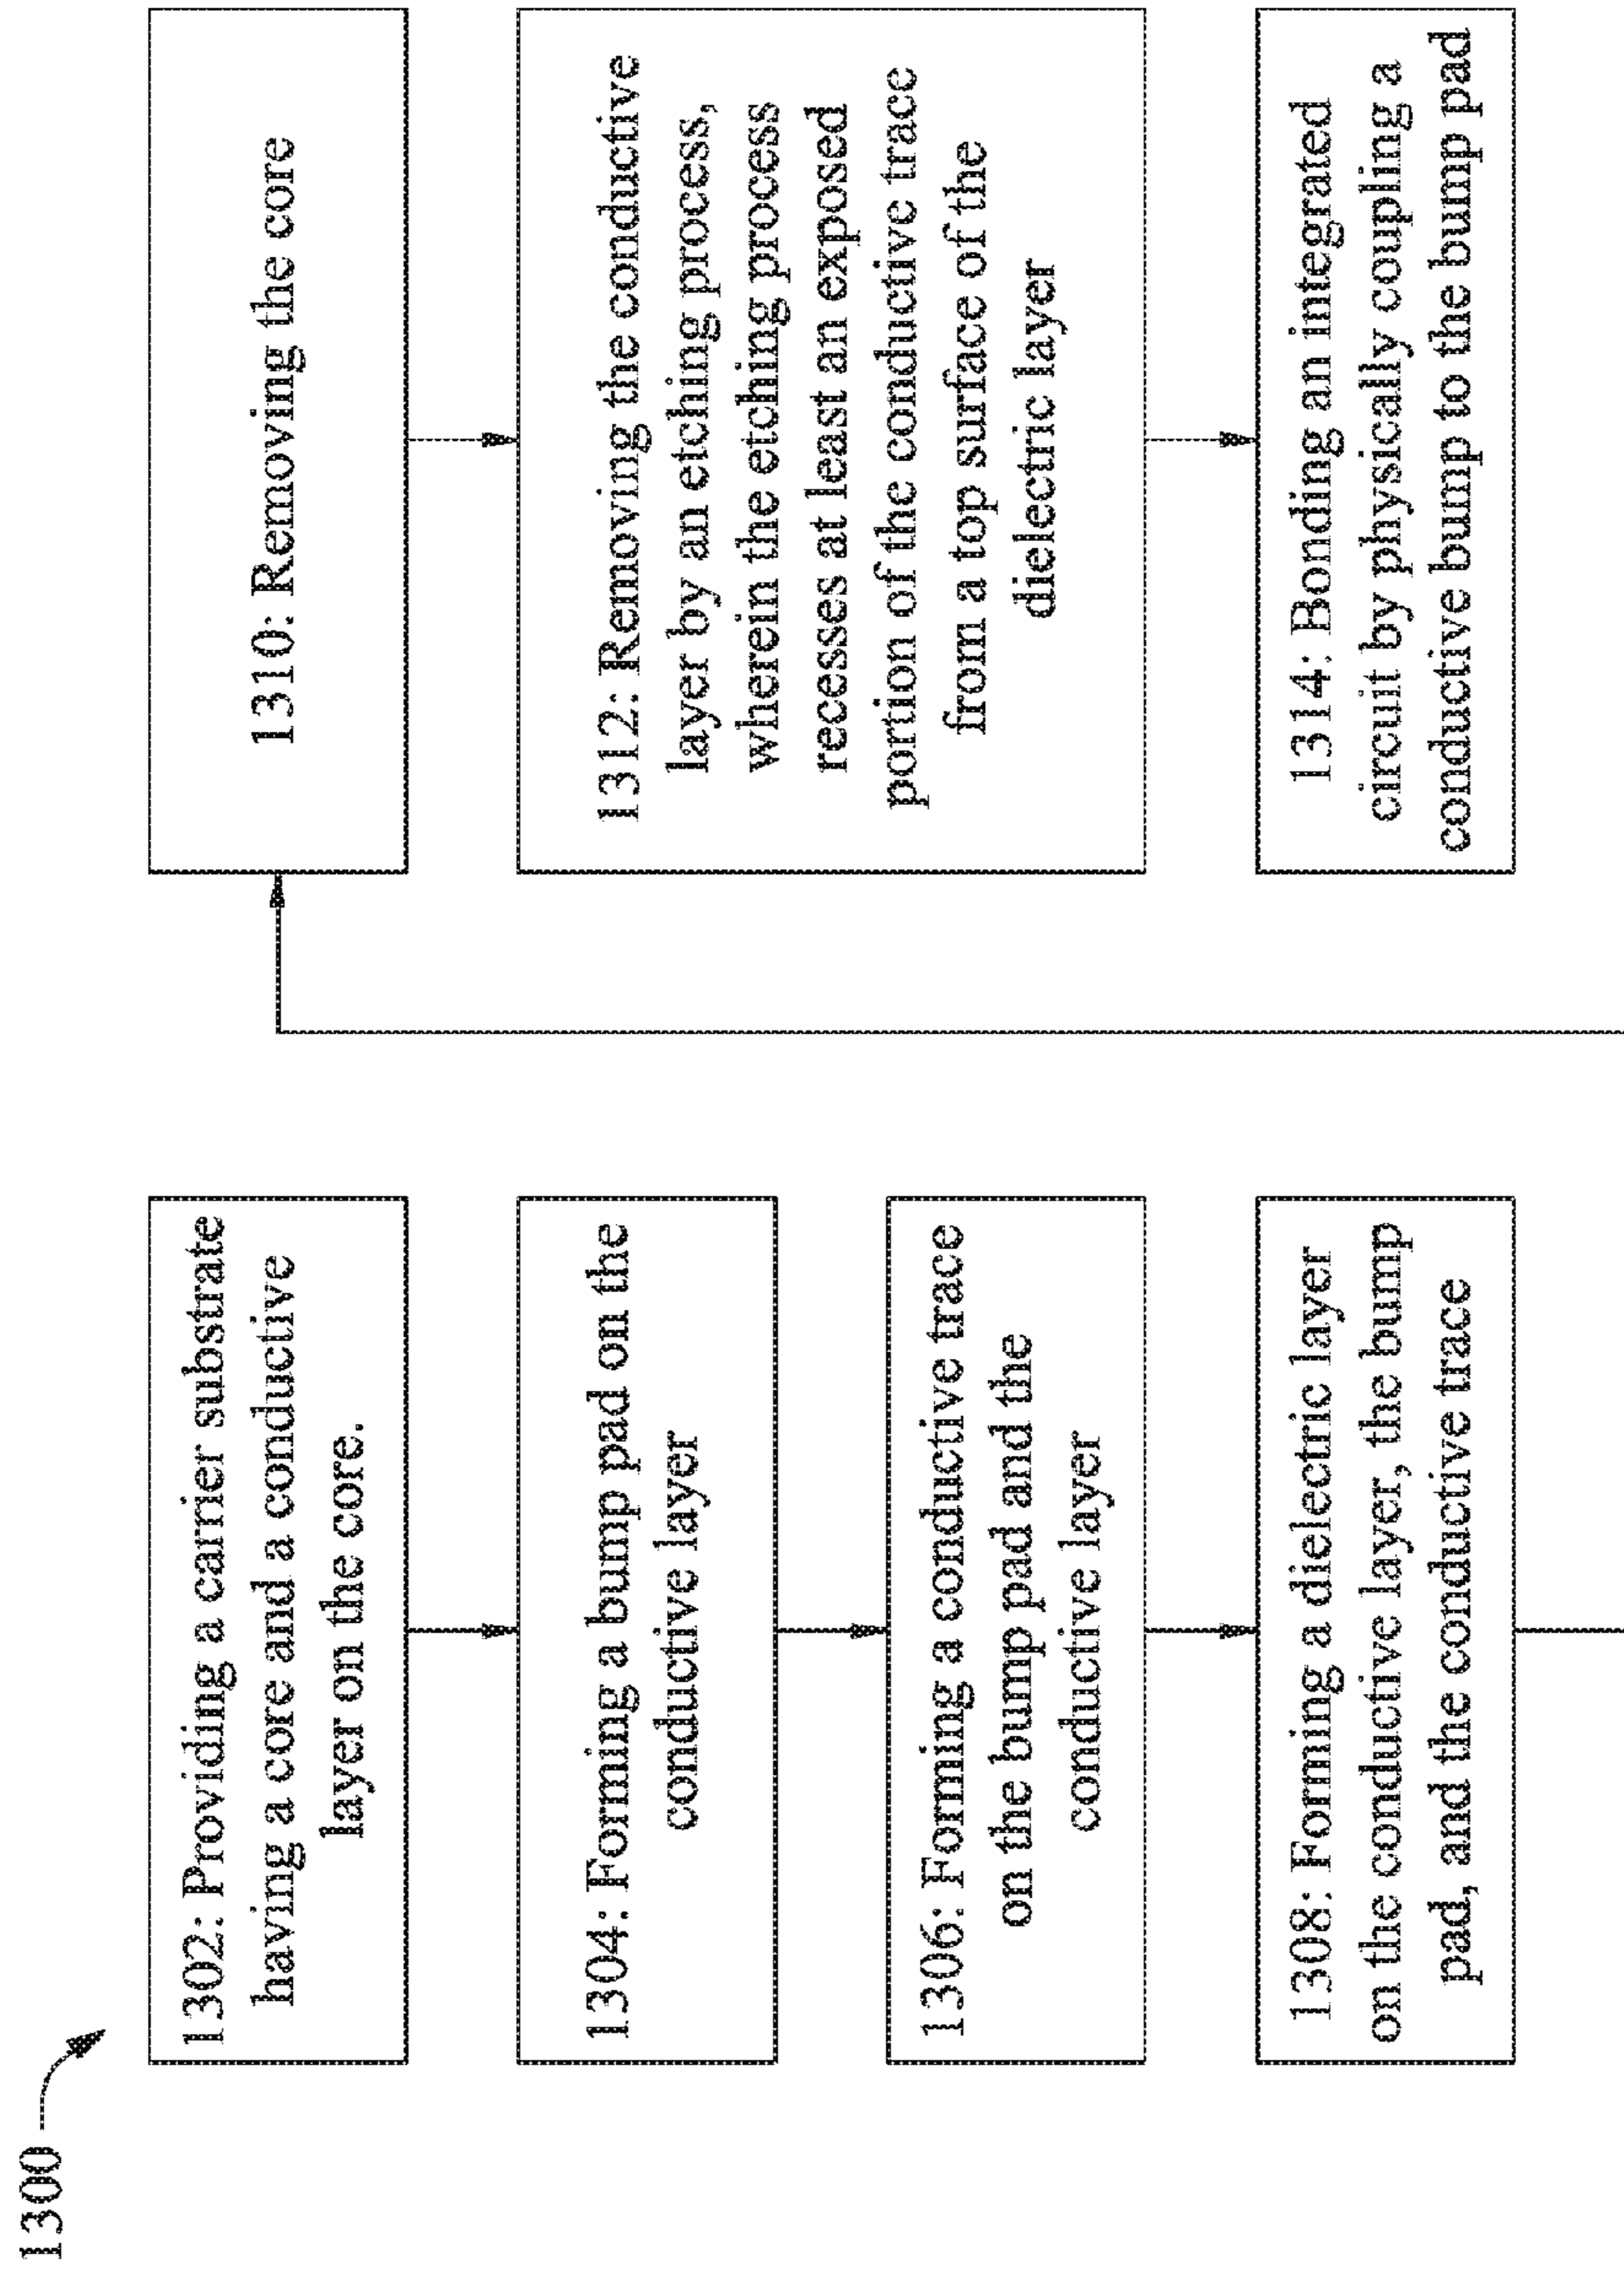 1300
1302: Providing a carrier substrate
having a core and a conductive
layer on the core.
1304: Forming a bump pad on the
conductive layer
1306: Forming a conductive trace
on the bump pad and the
conductive layer
1308: Forming a dielectric layer
on the conductive layer, the bump
pad, and the conductive trace
1310: Removing the core
1312: Removing the conductive
layer by an etching process,
wherein the etching process
recesses at least an exposed
portion of the conductive trace
from a top surface of the
dielectric layer
1314: Bonding an integrated
circuit by physically coupling a
conductive bump to the bump pad